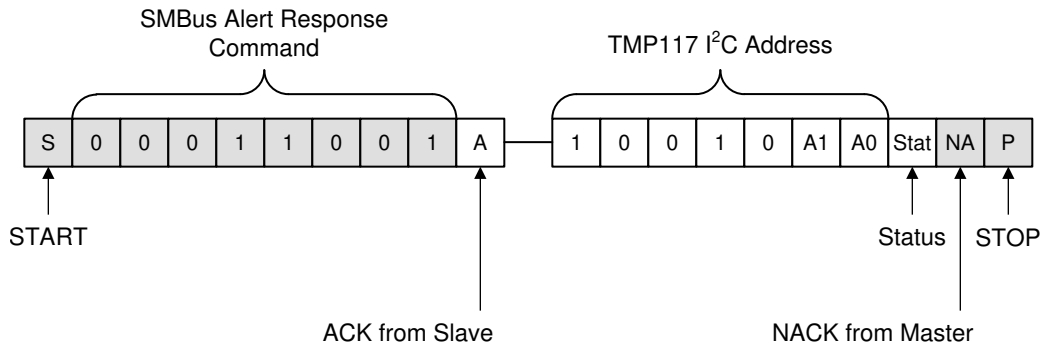 SMBus Alert Response
Command
TMP117 I²C Address
S 0 0 0 1 1 0 0 1 A 1 0 0 1 0 A1 A0 Stat NA P
START
Status
STOP
ACK from Slave
NACK from Master